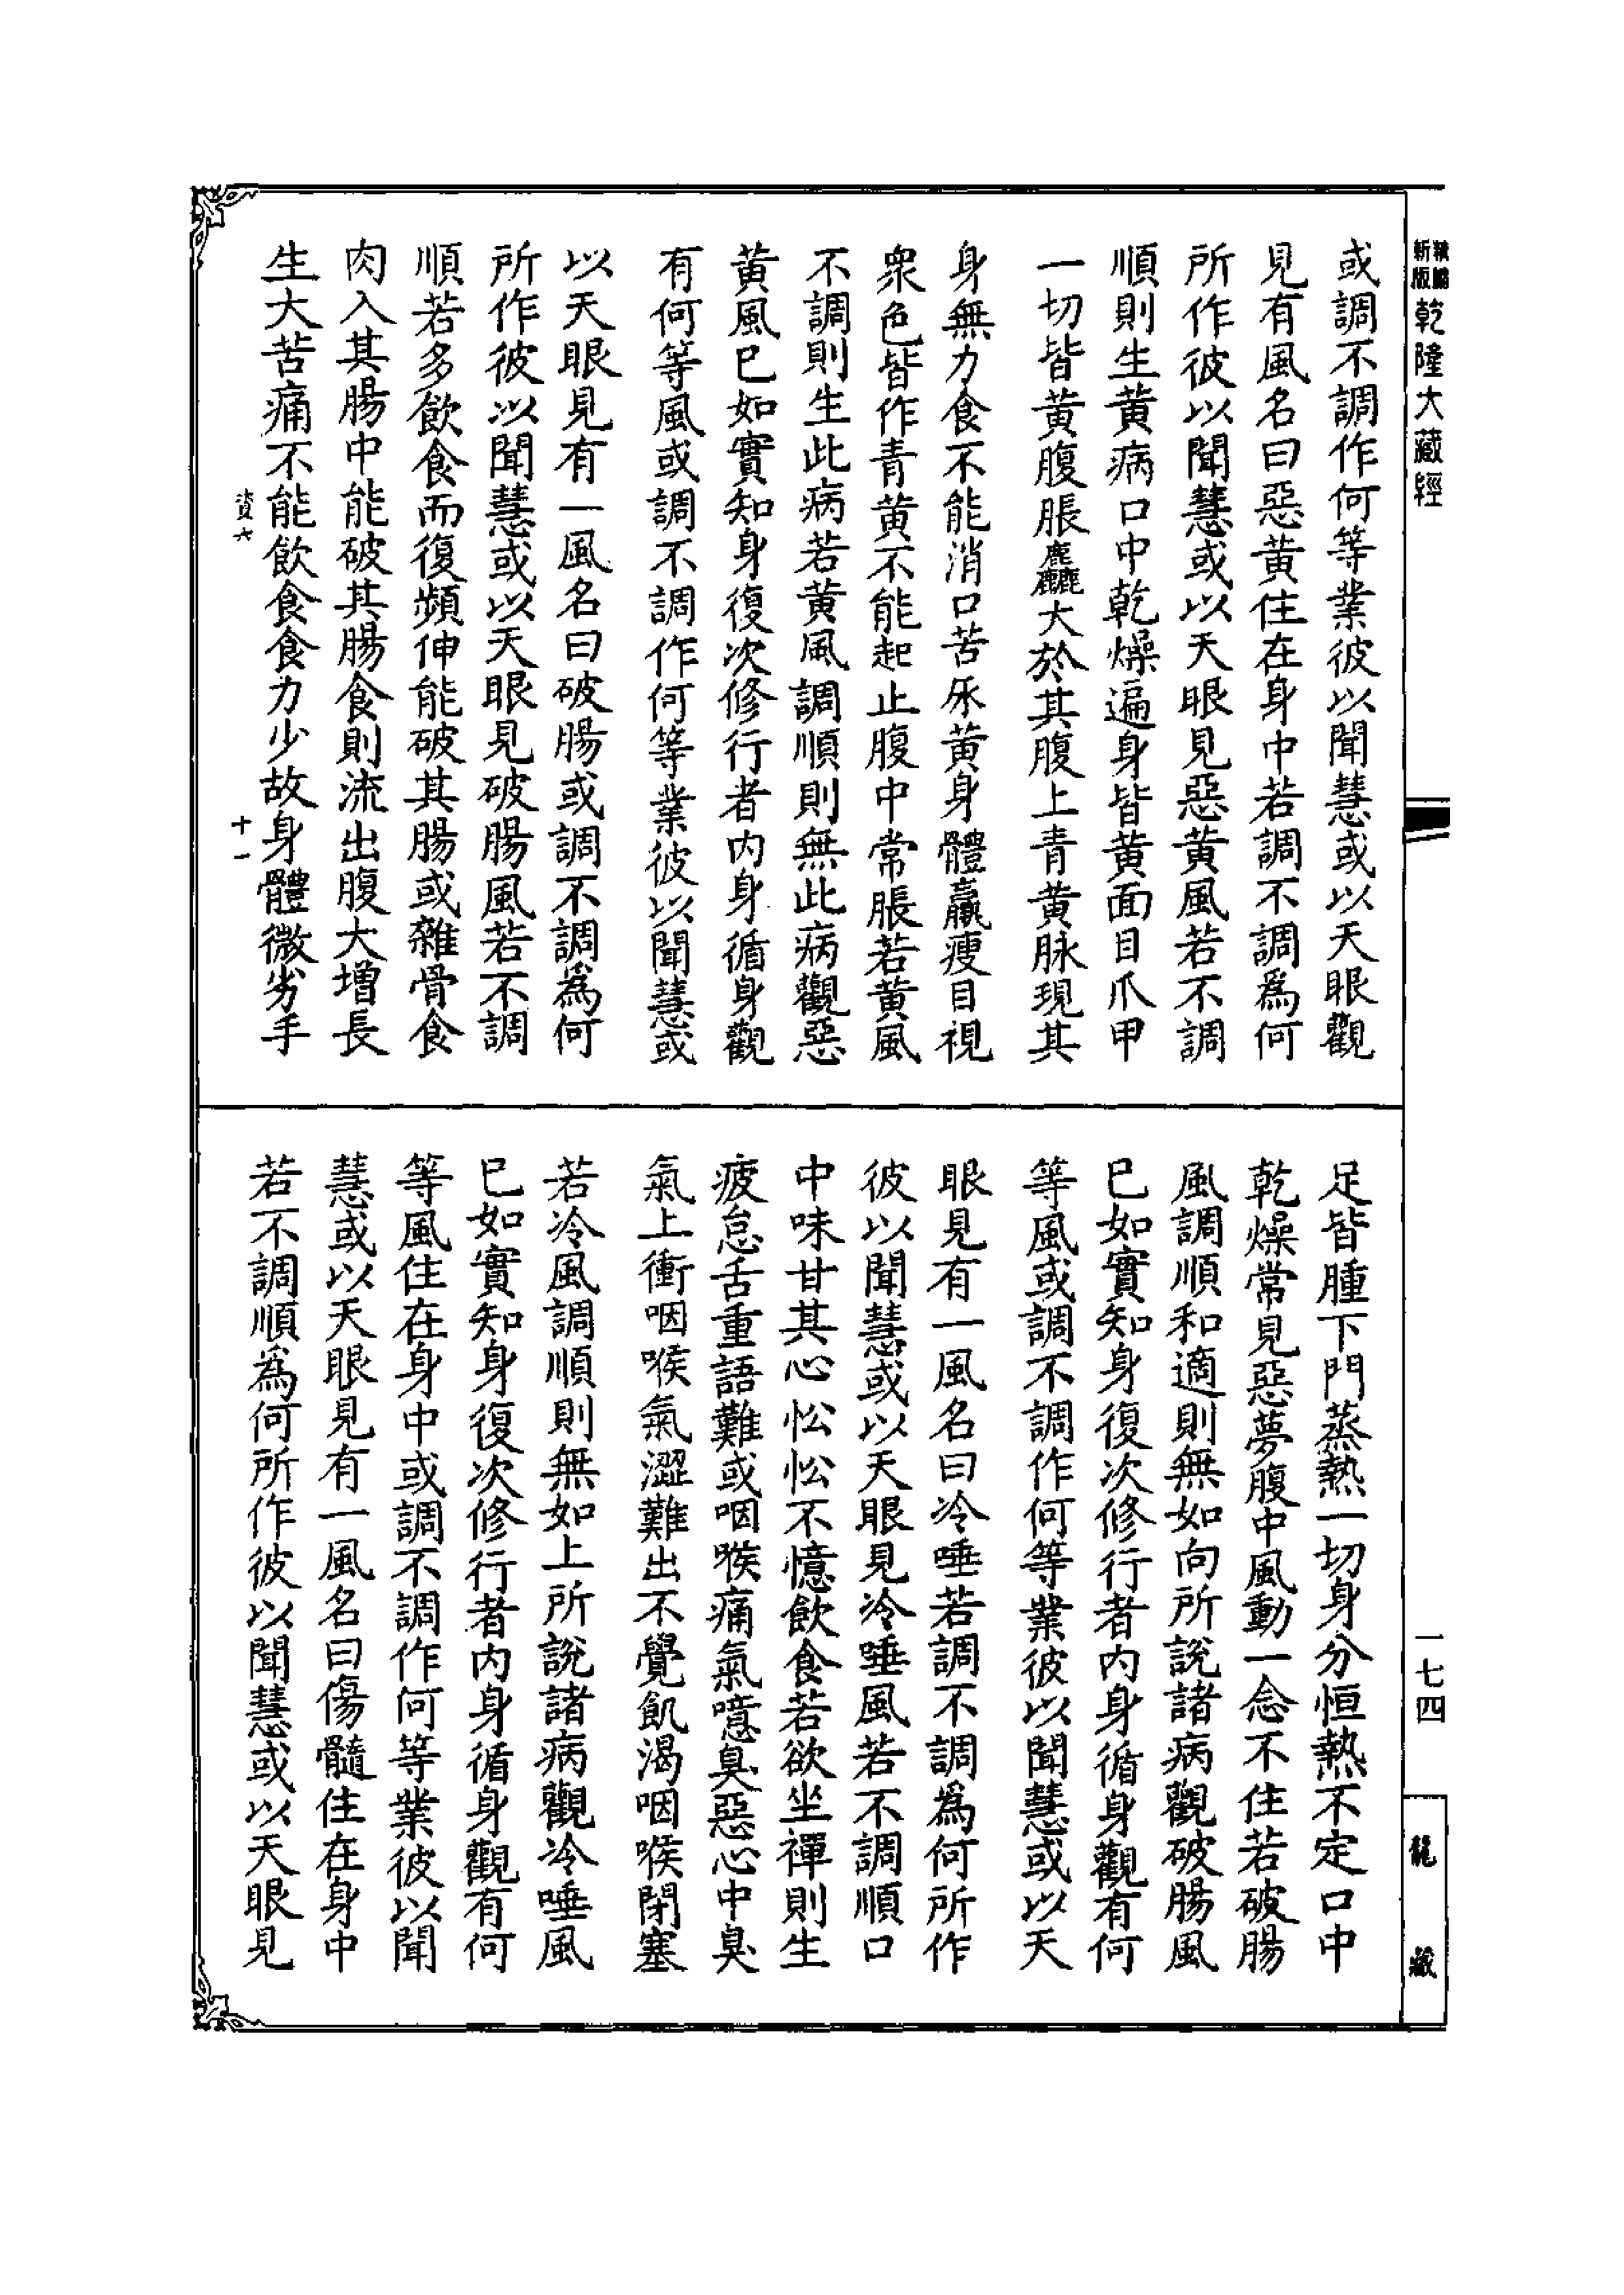 精編
新版
乾隆大藏經
或調不調作何等業彼以聞慧或以天眼觀
見有風名曰惡黃住在身中若調不調爲何
所作彼以聞慧或以天眼見惡黃風若不調
順則生黃病口中乾燥遍身皆黃面目爪甲
一切皆黃腹脹麤大於其腹上青黃脉現其
身無力食不能消口苦尿黃身體羸瘦目視
衆色皆作青黃不能起止腹中常脹若黃風
不調則生此病若黃風調順則無此病觀惡
黃風已如實知身復次修行者内身循身觀
有何等風或調不調作何等業彼以聞慧或
以天眼見有一風名曰破腸或調不調爲何
所作彼以聞慧或以天眼見破腸風若不調
順若多飲食而復頻伸能破其腸或雜骨食
肉入其腸中能破其腸食則流出腹大增長
生大苦痛不能飲食食力少故身體微劣手
資六
十一
足皆腫下門蒸熱一切身分恒熱不定口中
乾燥常見惡夢腹中風動一念不住若破腸
風調順和適則無如向所說諸病觀破腸風
已如實知身復次修行者内身循身觀有何
等風或調不調作何等業彼以聞慧或以天
眼見有一風名曰冷唾若調不調爲何所作
彼以聞慧或以天眼見冷唾風若不調順口
中味甘其心忪忪不憶飲食若欲坐禪則生
疲怠舌重語難或咽喉痛氣噫臭惡心中臭
氣上衝咽喉氣澀難出不覺飢渴咽喉閉塞
若冷風調順則無如上所說諸病觀冷唾風
已如實知身復次修行者内身循身觀有何
等風住在身中或調不調作何等業彼以聞
慧或以天眼見有一風名曰傷髓住在身中
若不調順爲何所作彼以聞慧或以天眼見
一七四
龍藏